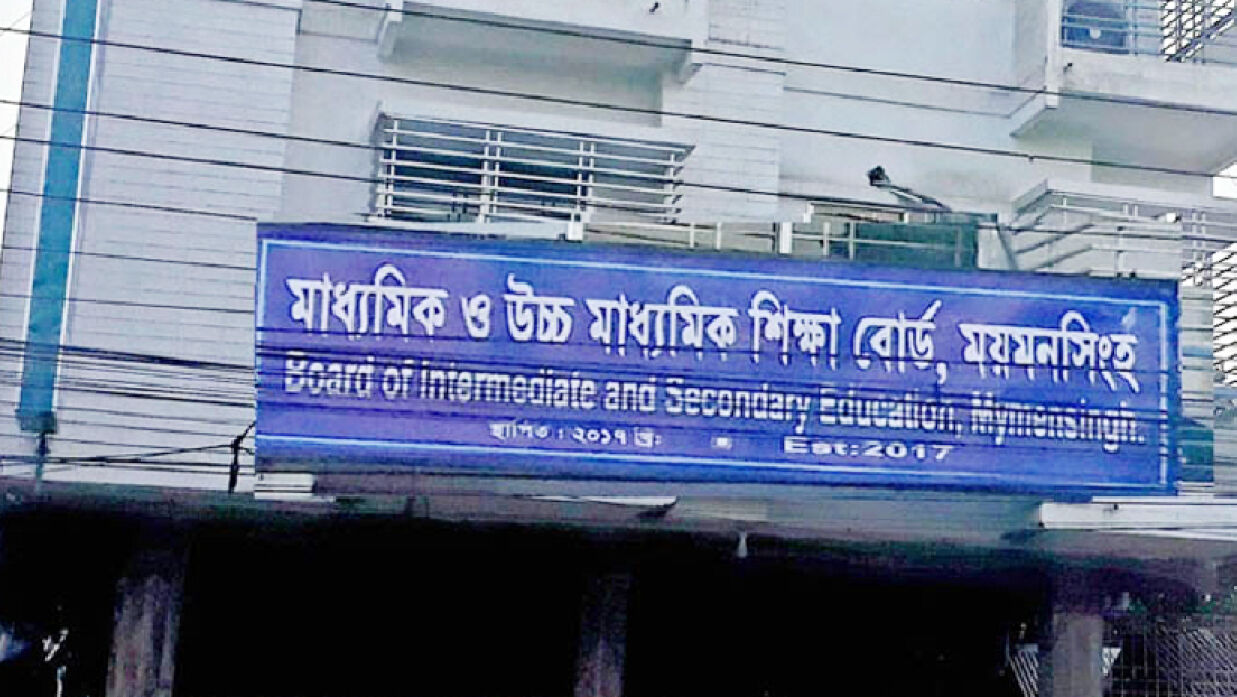 মাধ্যমিক ও উচ্চ মাধ্যমিক শিক্ষা বোর্ড, ময়মনসিংহ
Board of Intermediate and Secondary Education, Mymensingh.
স্থাপিত : ২০১৭ খ্রি: Est:2017